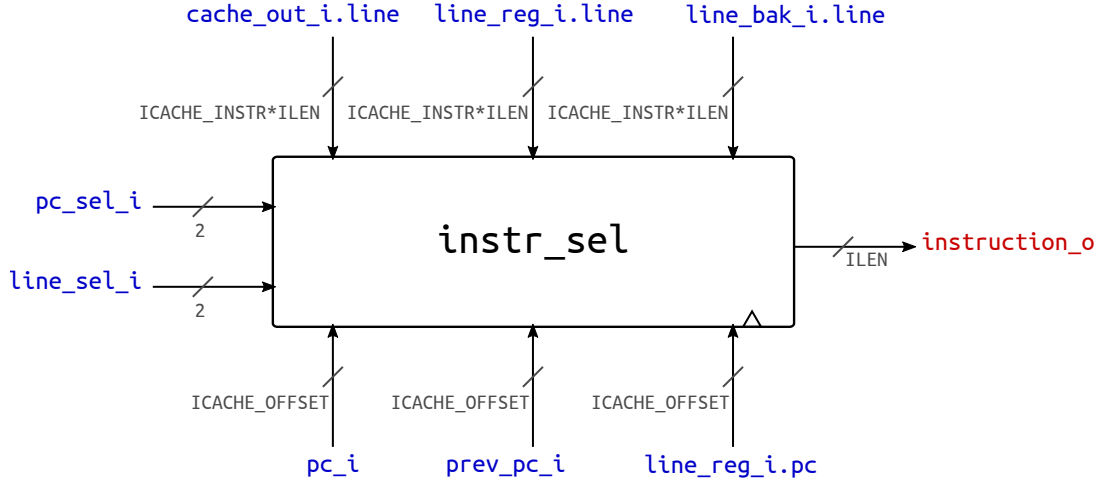 cache_out_i.line line_reg_i.line line_bak_i.line
ICACHE_INSTR*ILEN ICACHE_INSTR*ILEN ICACHE_INSTR*ILEN
pc_sel_i
2
instr_sel
instruction_o
ILEN
line_sel_i
2
ICACHE_OFFSET ICACHE_OFFSET ICACHE_OFFSET
pc_i prev_pc_i line_reg_i.pc